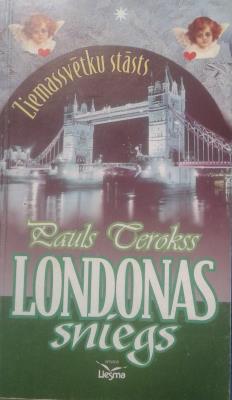 Ziemassvētku stāsts
Pauls Terokss
LONDONAS
sniegs
Liesma